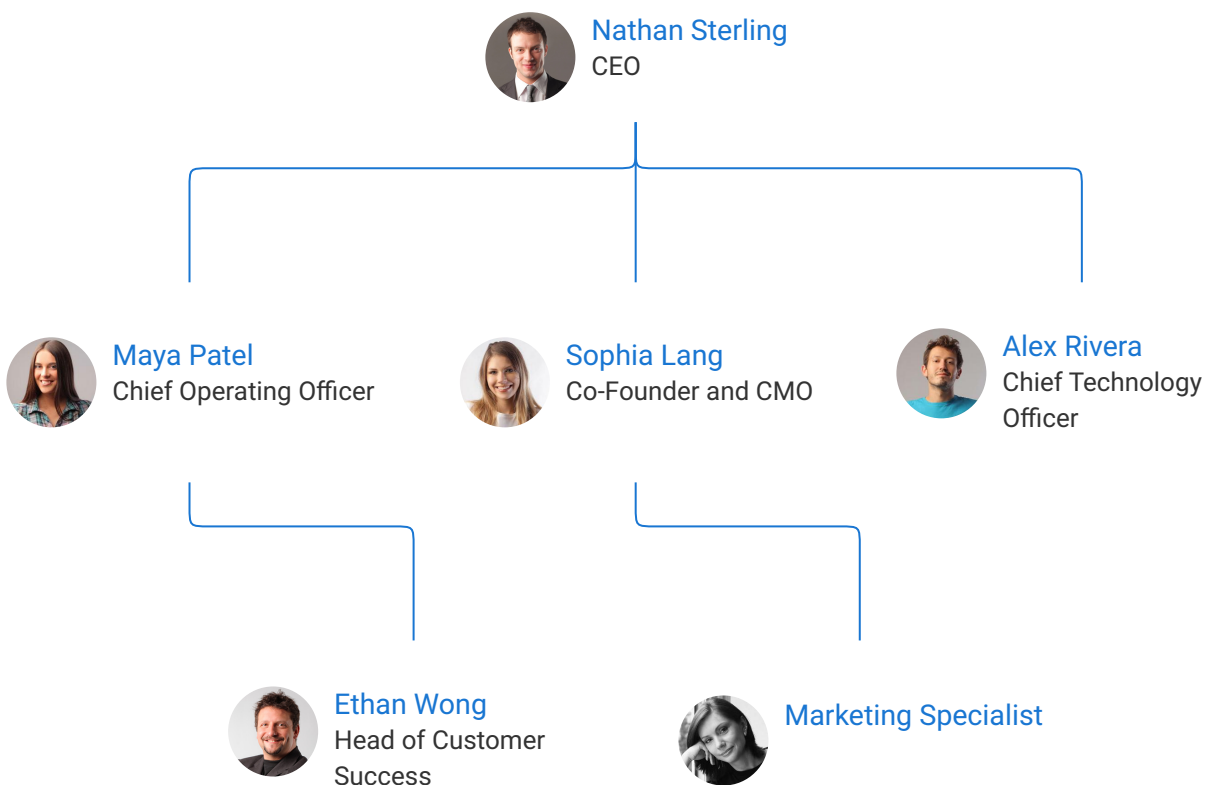 Nathan Sterling
CEO
Maya Patel
Chief Operating Officer
Sophia Lang
Co-Founder and CMO
Alex Rivera
Chief Technology
Officer
Ethan Wong
Head of Customer
Success
Marketing Specialist